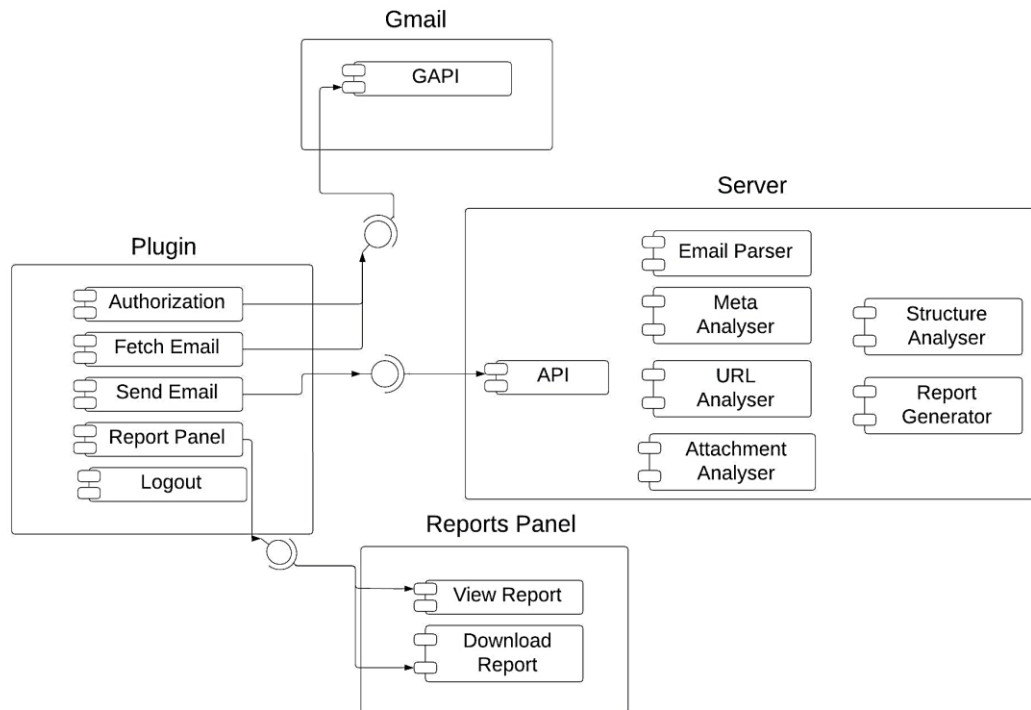 Gmail
GAPI
Server
Email Parser
Meta
Analyser
Structure
Analyser
API
URL
Analyser
Report
Generator
Attachment
Analyser
Plugin
Authorization
Fetch Email
Send Email
Report Panel
Logout
Reports Panel
View Report
Download
Report